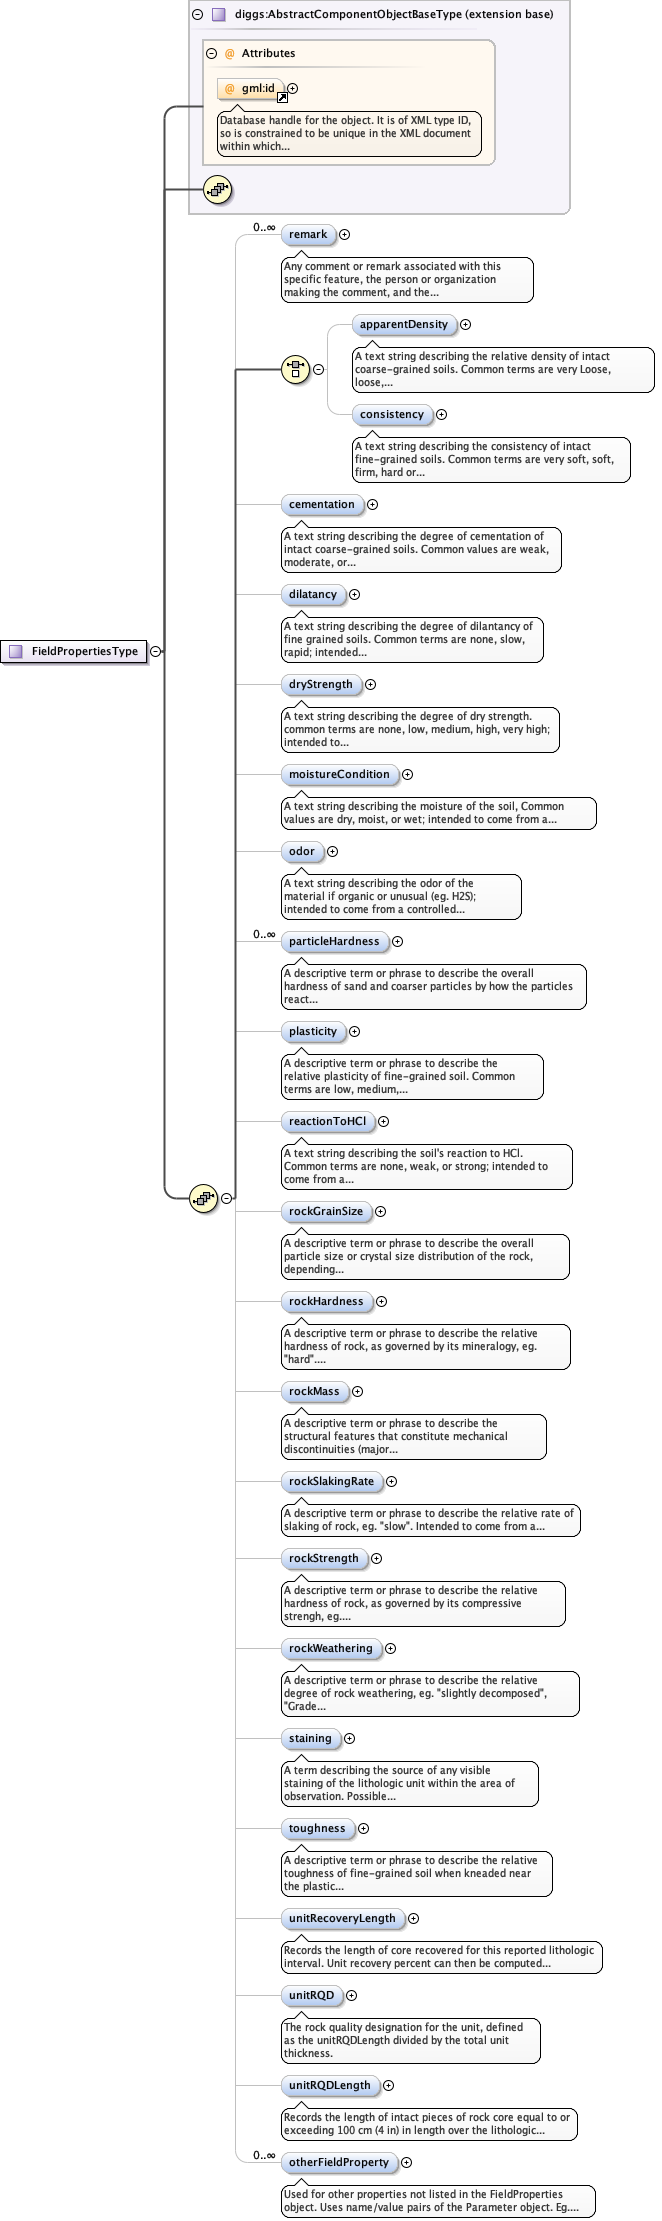 diggs:AbstractComponentObjectBaseType (extension base)
@ Attributes
@ gml:id
Database handle for the object. It is of XML type ID,
so is constrained to be unique in the XML document
within which...
0..∞
remark
Any comment or remark associated with this
specific feature, the person or organization
making the comment, and the...
apparentDensity
A text string describing the relative density of intact
coarse-grained soils. Common terms are very Loose,
loose,...
consistency
A text string describing the consistency of intact
fine-grained soils. Common terms are very soft, soft,
firm, hard or...
cementation
A text string describing the degree of cementation of
intact coarse-grained soils. Common values are weak,
moderate, or...
dilatancy
A text string describing the degree of dilantancy of
fine grained soils. Common terms are none, slow,
rapid; intended...
FieldPropertiesType
dryStrength
A text string describing the degree of dry strength.
common terms are none, low, medium, high, very high;
intended to...
moistureCondition
A text string describing the moisture of the soil, Common
values are dry, moist, or wet; intended to come from a...
odor
A text string describing the odor of the
material if organic or unusual (eg. H2S);
intended to come from a controlled...
0..∞
particleHardness
A descriptive term or phrase to describe the overall
hardness of sand and coarser particles by how the particles
react...
plasticity
A descriptive term or phrase to describe the
relative plasticity of fine-grained soil. Common
terms are low, medium,...
reactionToHCl
A text string describing the soil's reaction to HCl.
Common terms are none, weak, or strong; intended to
come from a...
rockGrainSize
A descriptive term or phrase to describe the overall
particle size or crystal size distribution of the rock,
depending...
rockHardness
A descriptive term or phrase to describe the relative
hardness of rock, as governed by its mineralogy, eg.
"hard"....
rockMass
A descriptive term or phrase to describe the
structural features that constitute mechanical
discontinuities (major...
rockSlakingRate
A descriptive term or phrase to describe the relative rate of
slaking of rock, eg. "slow". Intended to come from a...
rockStrength
A descriptive term or phrase to describe the relative
hardness of rock, as governed by its compressive
strengh, eg....
rockWeathering
A descriptive term or phrase to describe the relative
degree of rock weathering, eg. "slightly decomposed",
"Grade...
staining
A term describing the source of any visible
staining of the lithologic unit within the area of
observation. Possible...
toughness
A descriptive term or phrase to describe the relative
toughness of fine-grained soil when kneaded near
the plastic...
unitRecoveryLength
Records the length of core recovered for this reported lithologic
interval. Unit recovery percent can then be computed...
unitRQD
The rock quality designation for the unit, defined
as the unitRQDLength divided by the total unit
thickness.
unitRQDLength
Records the length of intact pieces of rock core equal to or
exceeding 100 cm (4 in) in length over the lithologic...
0..∞
otherFieldProperty
Used for other properties not listed in the FieldProperties
object. Uses name/value pairs of the Parameter object. Eg....